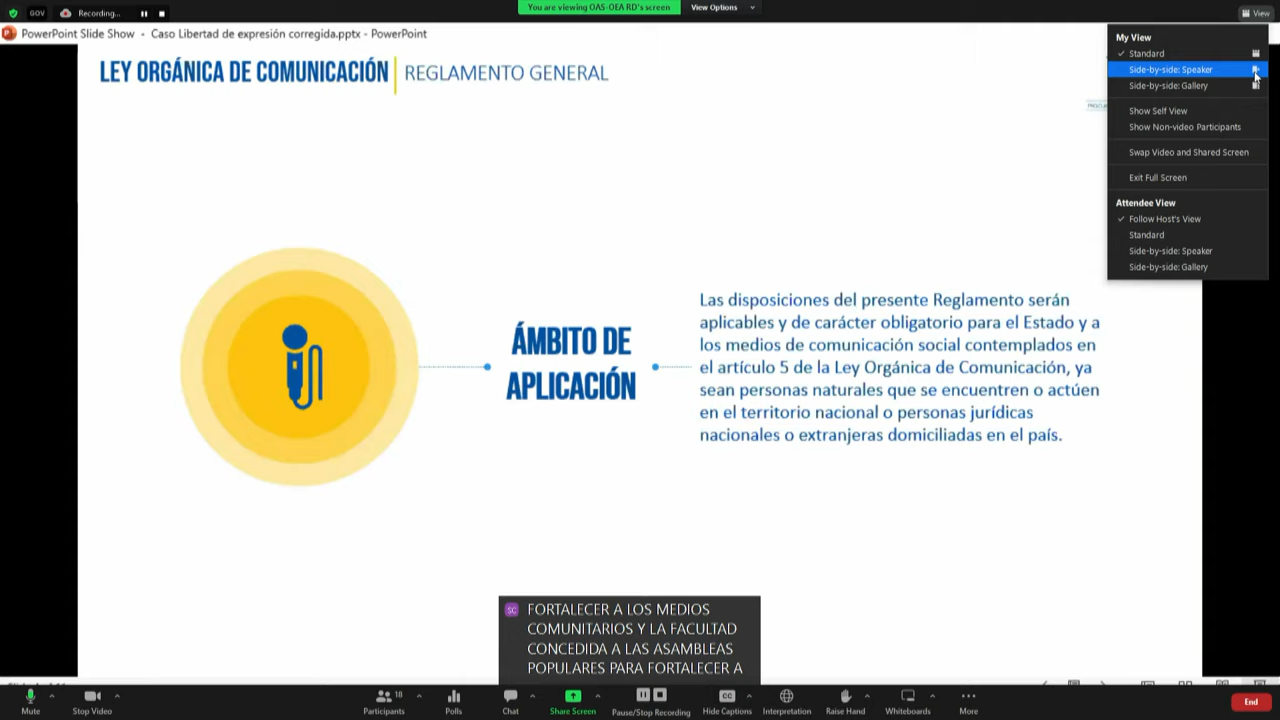 GOV
Recording...
You are viewing OAS-OEA RD's screen
View Options
View
PowerPoint Slide Show - Caso Libertad de expresión corregida.pptx - PowerPoint
LEY ORGÁNICA DE COMUNICACIÓN
REGLAMENTO GENERAL
My View
Standard
Side-by-side: Speaker
Side-by-side: Gallery
Show Self View
Show Non-video Participants
Swap Video and Shared Screen
Exit Full Screen
Attendee View
Follow Host's View
Standard
Side-by-side: Speaker
Side-by-side: Gallery
ÁMBITO DE
APLICACIÓN
Las disposiciones del presente Reglamento serán
aplicables y de carácter obligatorio para el Estado y a
los medios de comunicación social contemplados en
el artículo 5 de la Ley Orgánica de Comunicación, ya
sean personas naturales que se encuentren o actúen
en el territorio nacional o personas jurídicas
nacionales o extranjeras domiciliadas en el país.
SC
FORTALECER A LOS MEDIOS
COMUNITARIOS Y LA FACULTAD
CONCEDIDA A LAS ASAMBLEAS
POPULARES PARA FORTALECER A
Mute
Stop Video
Participants
18
Polls
Chat
Share Screen
Pause/Stop Recording
CC
Hide Captions
Interpretation
Raise Hand
Whiteboards
More
End